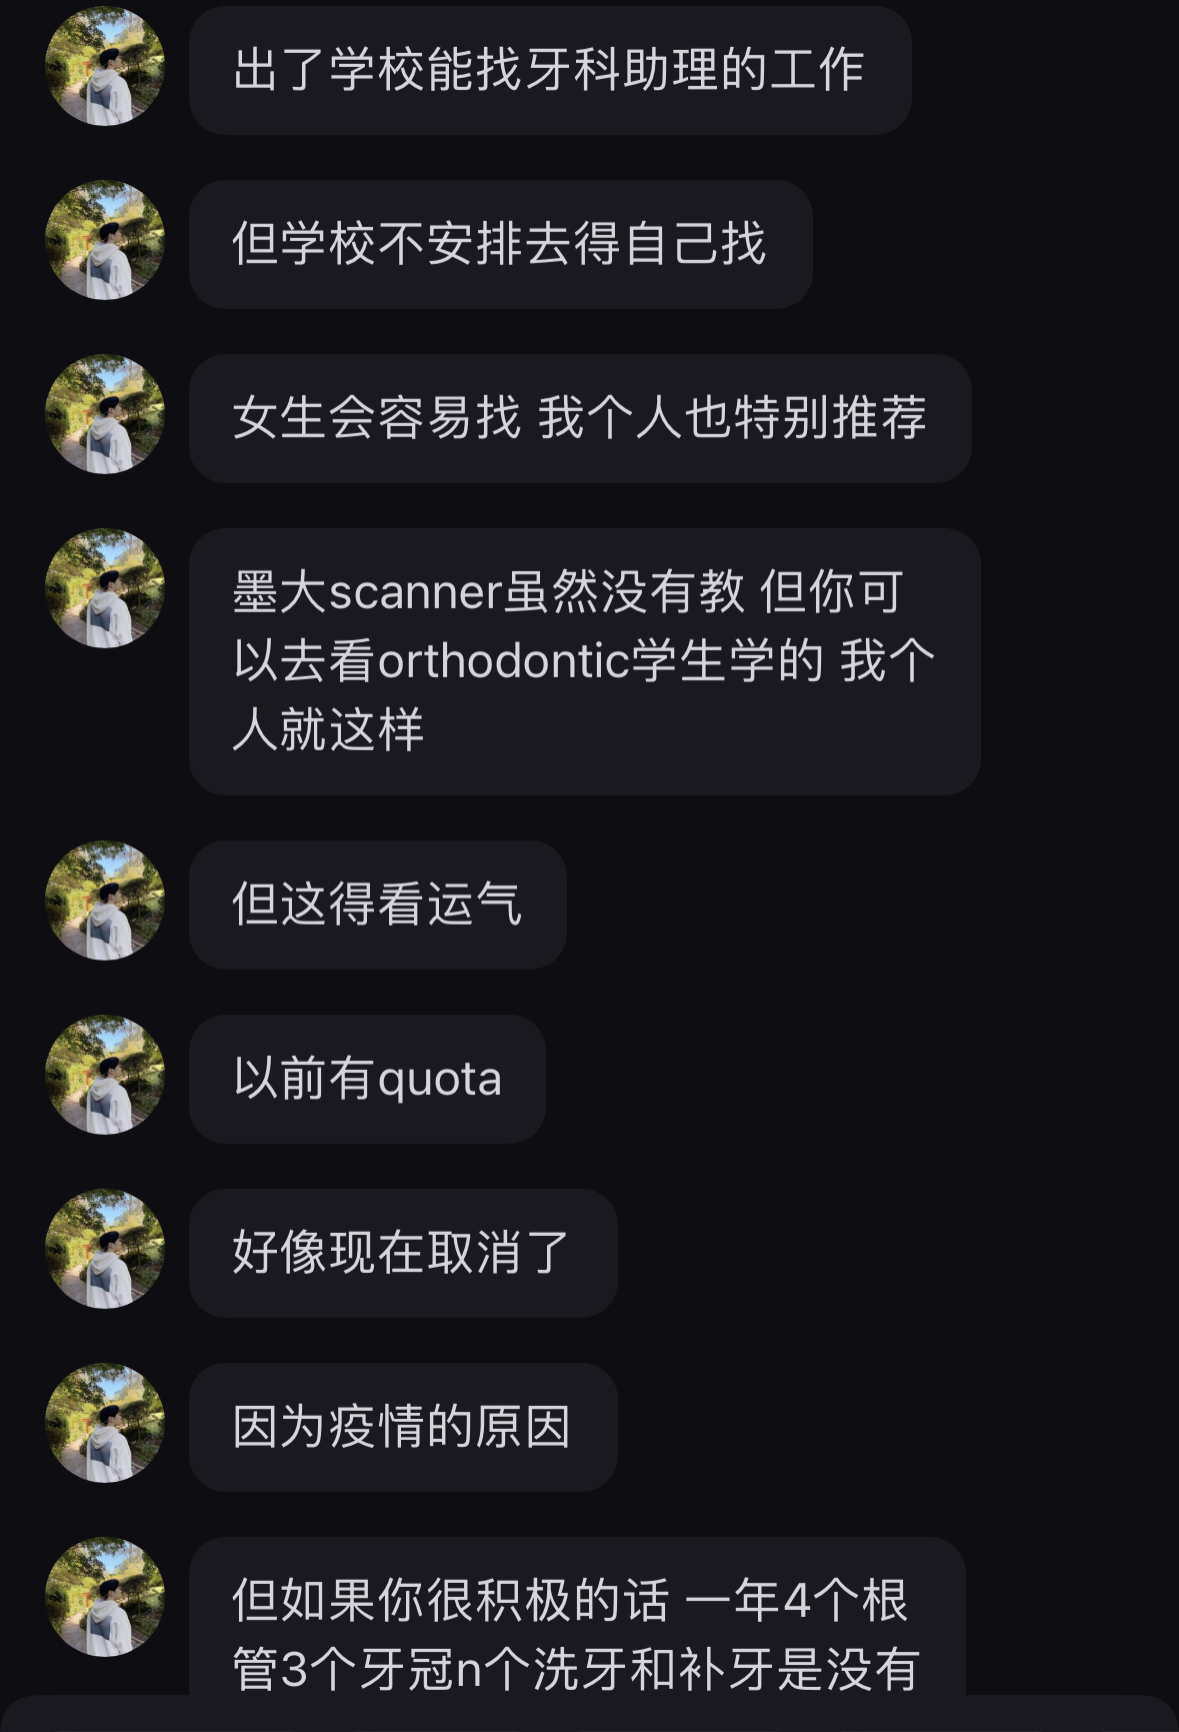 出了学校能找牙科助理的工作
但学校不安排去得自己找
女生会容易找 我个人也特别推荐
墨大scanner虽然没有教 但你可
以去看orthodontic学生学的 我个
人就这样
但这得看运气
以前有quota
好像现在取消了
因为疫情的原因
但如果你很积极的话 一年4个根
管3个牙冠n个洗牙和补牙是没有